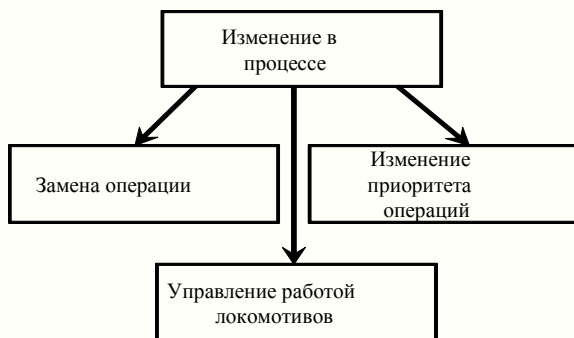 Изменение в
процессе
Замена операции
Изменение
приоритета
операций
Управление работой
локомотивов